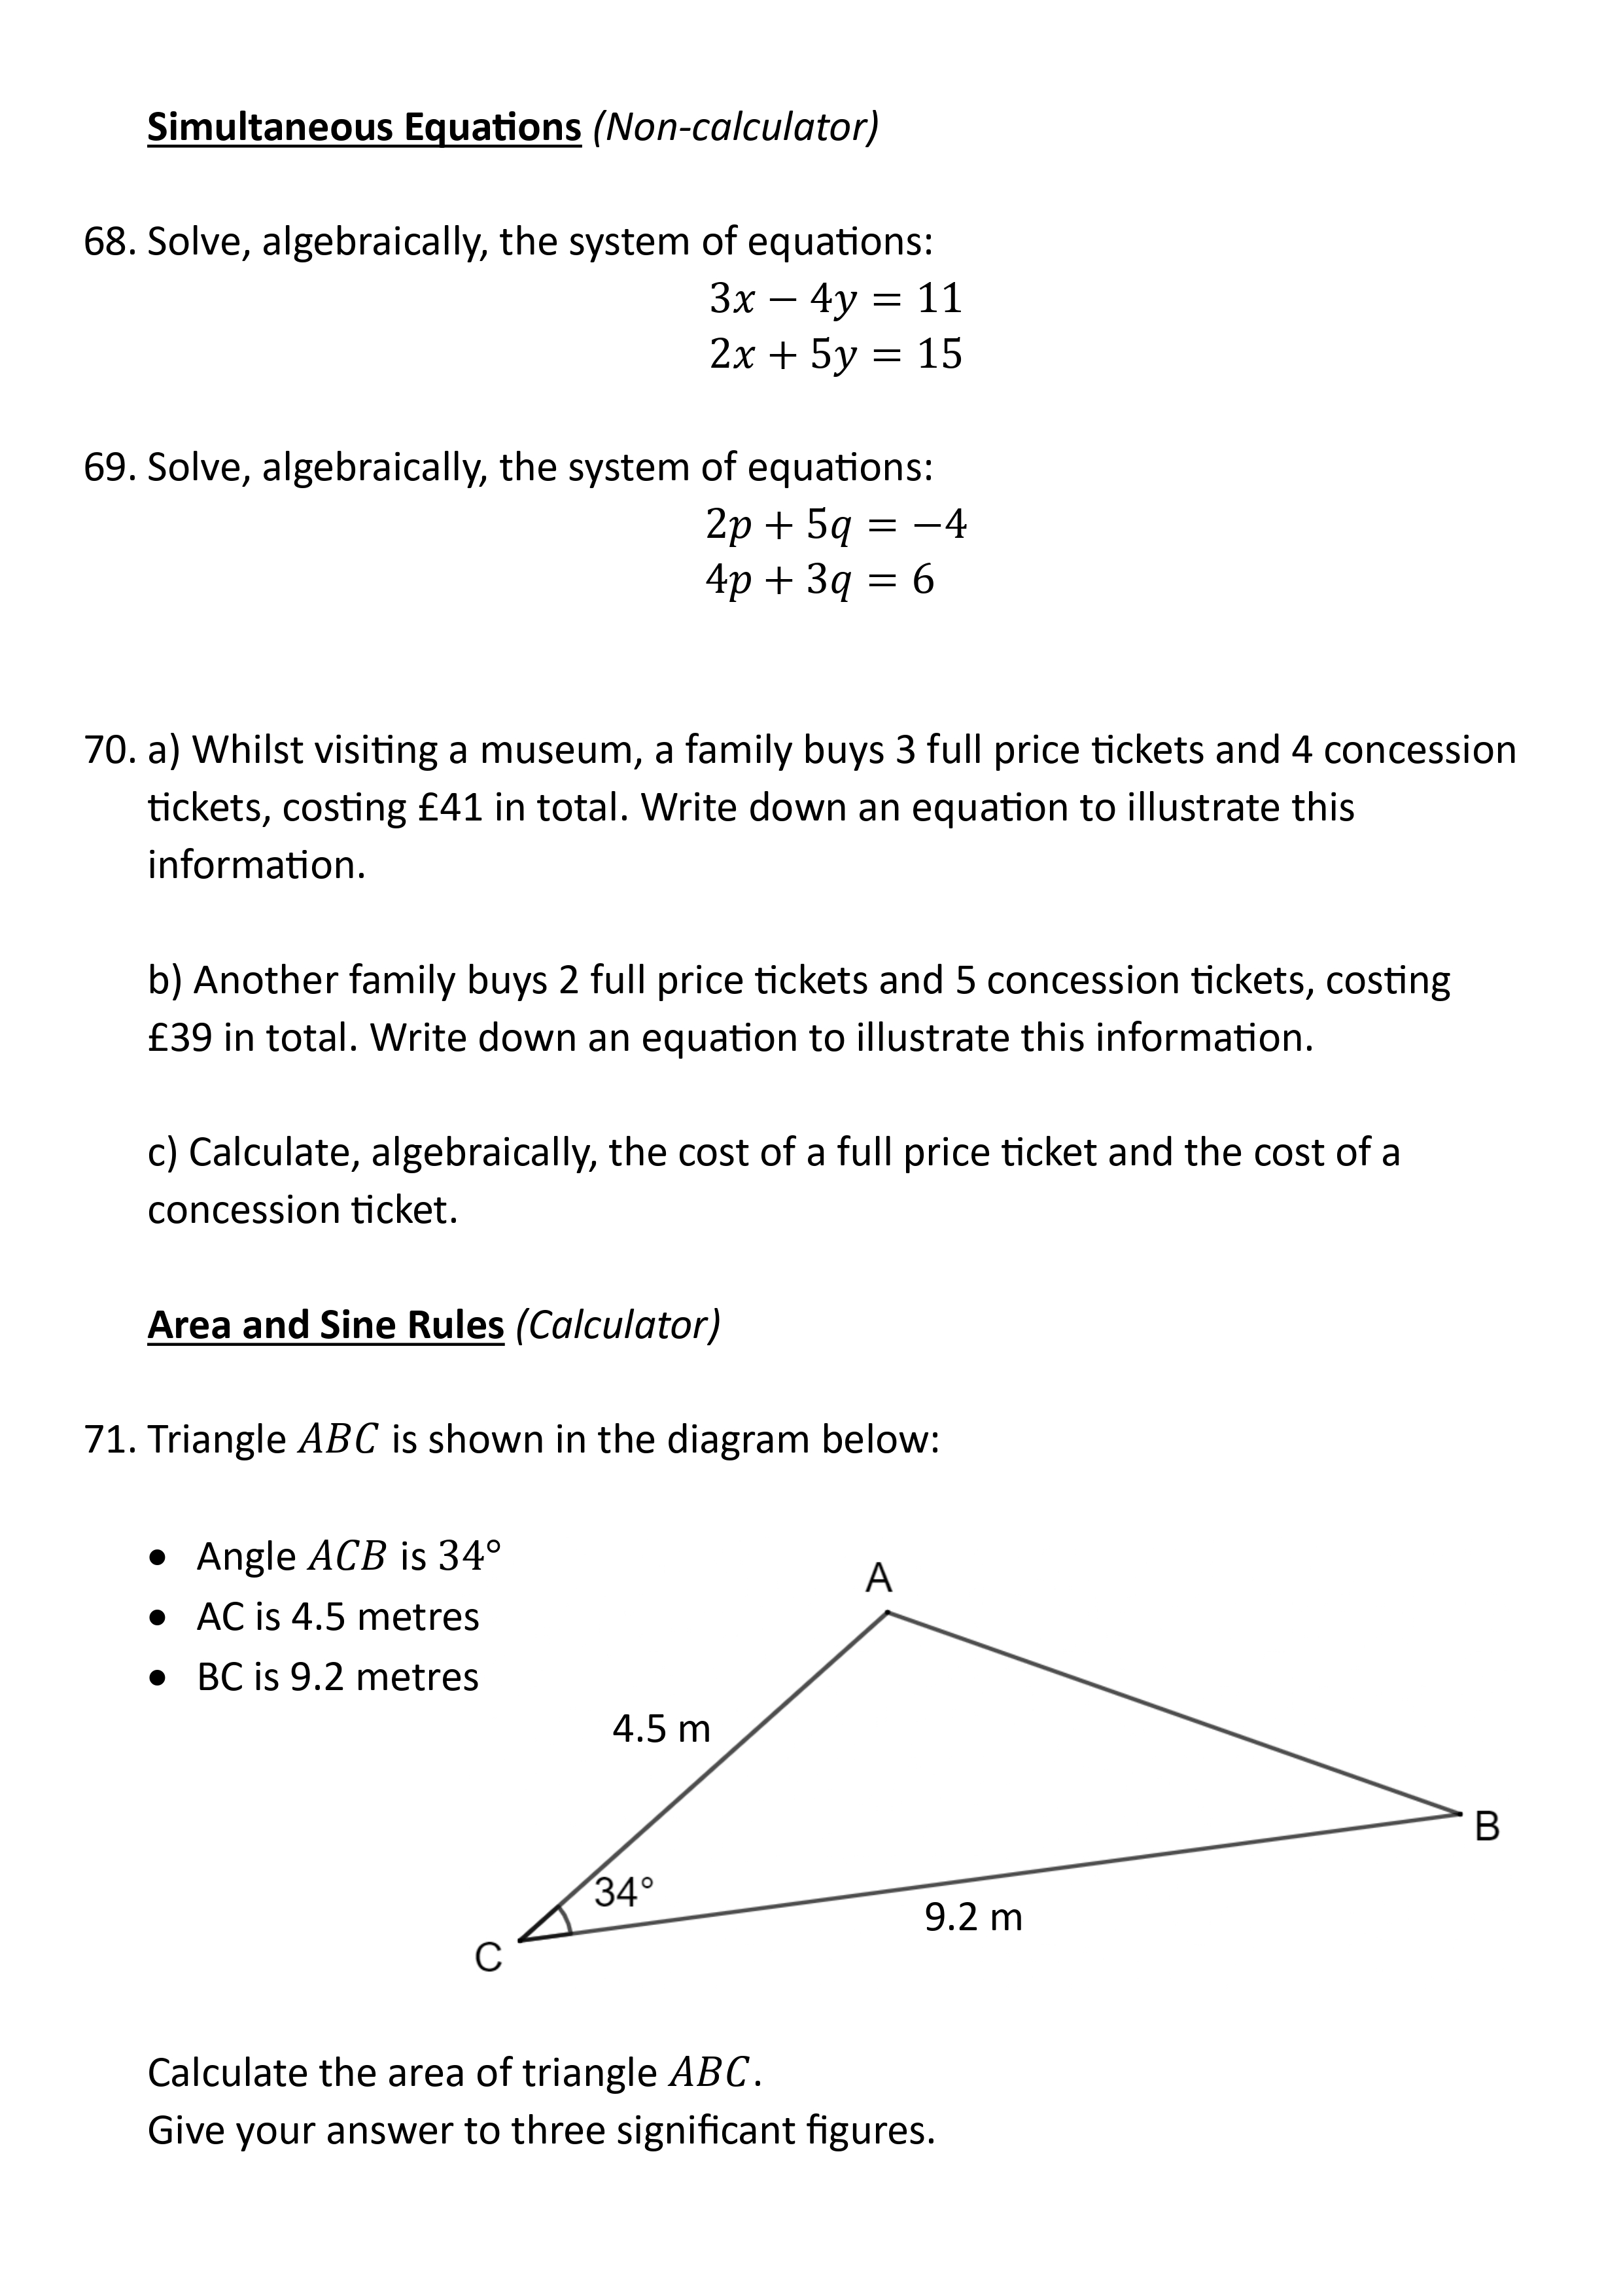 Simultaneous Equations (Non-calculator)
68. Solve, algebraically, the system of equations:
3x − 4y = 11
2x + 5y = 15
69. Solve, algebraically, the system of equations:
2p + 5q = −4
4p + 3q = 6
70. a) Whilst visiting a museum, a family buys 3 full price tickets and 4 concession
tickets, costing £41 in total. Write down an equation to illustrate this
information.
b) Another family buys 2 full price tickets and 5 concession tickets, costing
£39 in total. Write down an equation to illustrate this information.
c) Calculate, algebraically, the cost of a full price ticket and the cost of a
concession ticket.
Area and Sine Rules (Calculator)
71. Triangle ABC is shown in the diagram below:
• Angle ACB is 34°
• AC is 4.5 metres
• BC is 9.2 metres
A
4.5 m
B
34°
9.2 m
C
Calculate the area of triangle ABC.
Give your answer to three significant figures.